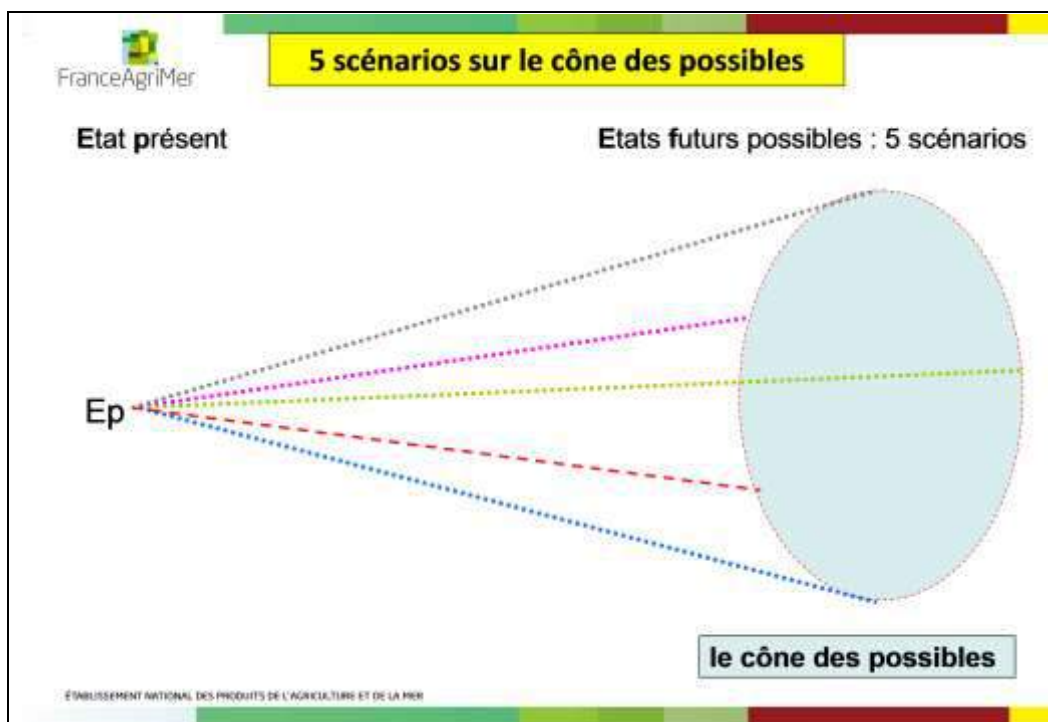 FranceAgriMer
5 scénarios sur le cône des possibles
Etat présent
Etats futurs possibles : 5 scénarios
Ep
le cône des possibles
ÉTABLISSEMENT NATIONAL DES PRODUITS DE L'AGRICULTURE ET DE LA MER